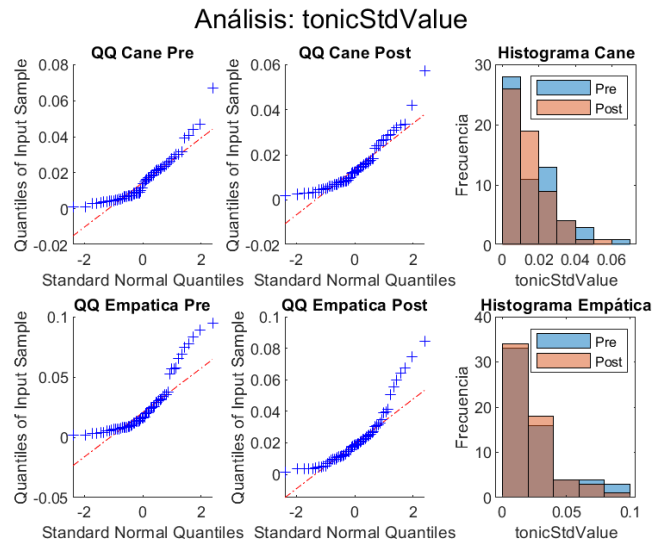 Análisis: tonicStdValue
QQ Cane Pre
Quantiles of Input Sample
0.08
0.06
0.04
0.02
0
-0.02
-2
0
2
Standard Normal Quantiles
QQ Cane Post
Quantiles of Input Sample
0.06
0.04
0.02
0
-0.02
-2
0
2
Standard Normal Quantiles
Histograma Cane
Frecuencia
30
20
10
0
Pre
Post
0
0.02
0.04
0.06
tonicStdValue
QQ Empatica Pre
Quantiles of Input Sample
0.1
0.05
0
-0.05
-2
0
2
Standard Normal Quantiles
QQ Empatica Post
Quantiles of Input Sample
0.1
0.08
0.06
0.04
0.02
0
-2
0
2
Standard Normal Quantiles
Histograma Empática
Frecuencia
40
30
20
10
0
Pre
Post
0
0.05
0.1
tonicStdValue